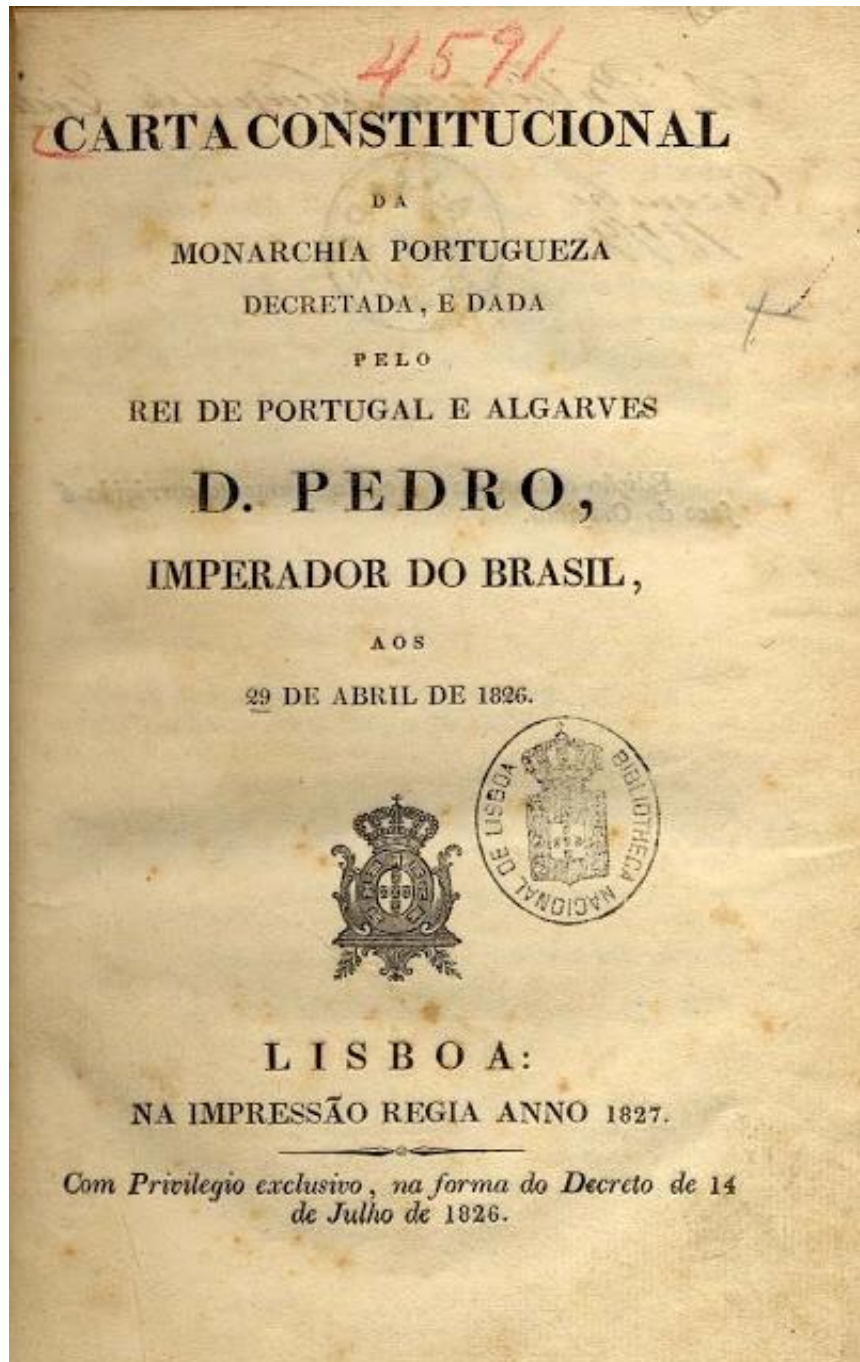 4591
CARTA CONSTITUCIONAL
DA
MONARCHIA PORTUGUEZA
DECRETADA, E DADA
PELO
REI DE PORTUGAL E ALGARVES
D. PEDRO,
IMPERADOR DO BRASIL,
AOS
29 DE ABRIL DE 1826.
BIBLIOTHECA NACIONAL DE LISBOA
LISBOA:
NA IMPRESSÃO REGIA ANNO 1827.
Com Privilegio exclusivo, na forma do Decreto de 14
de Julho de 1826.